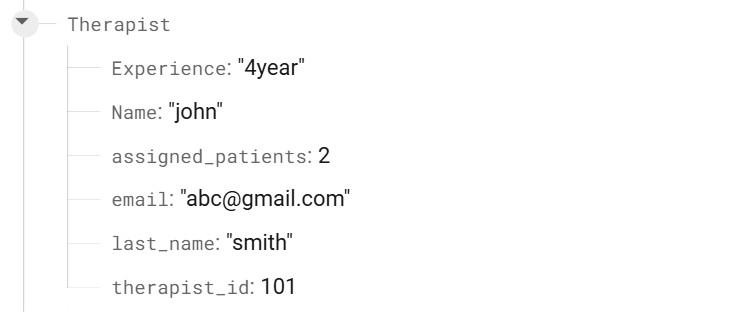 Therapist
Experience: "4year"
Name: "john"
assigned_patients: 2
email: "abc@gmail.com"
last_name: "smith"
therapist_id: 101